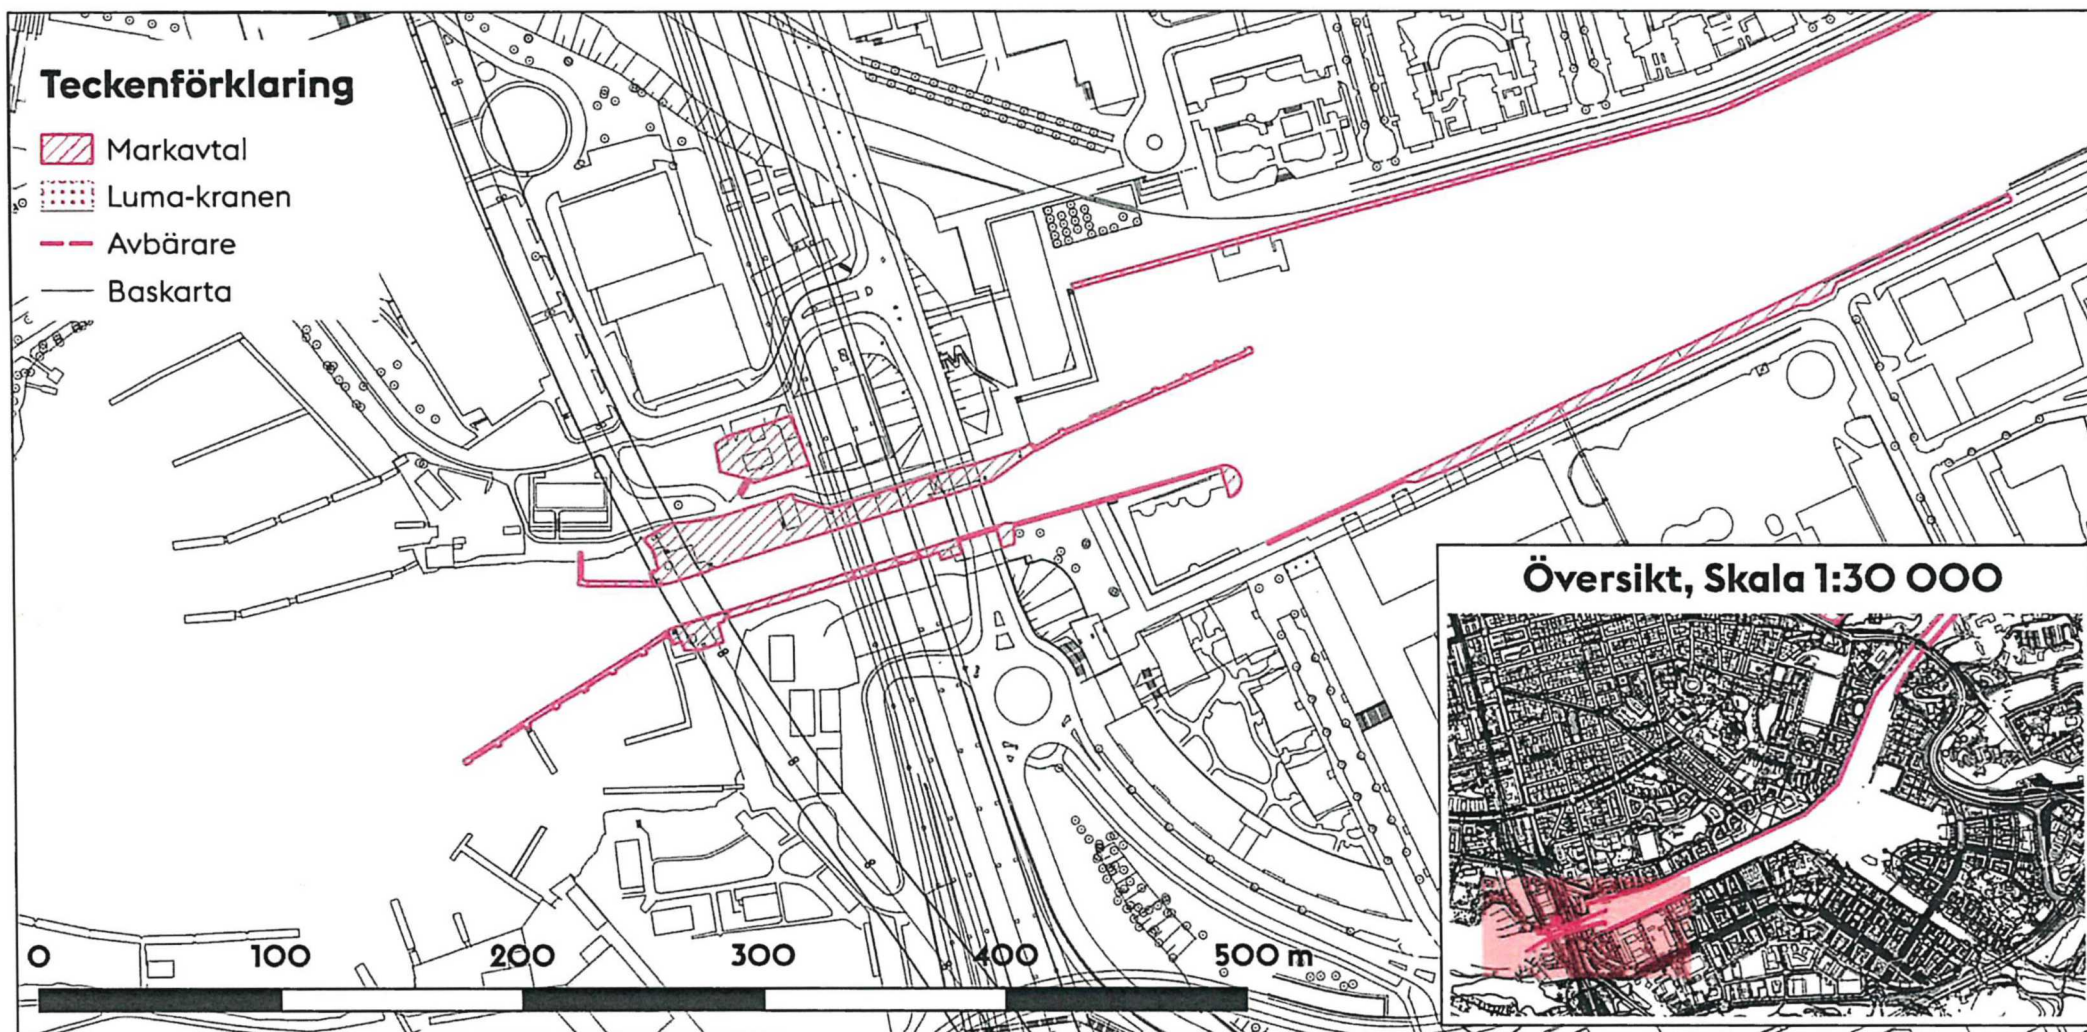 Teckenförklaring
Markavtal
Luma-kranen
Avbärare
Baskarta
Översikt, Skala 1:30 000
0 100 200 300 400 500 m